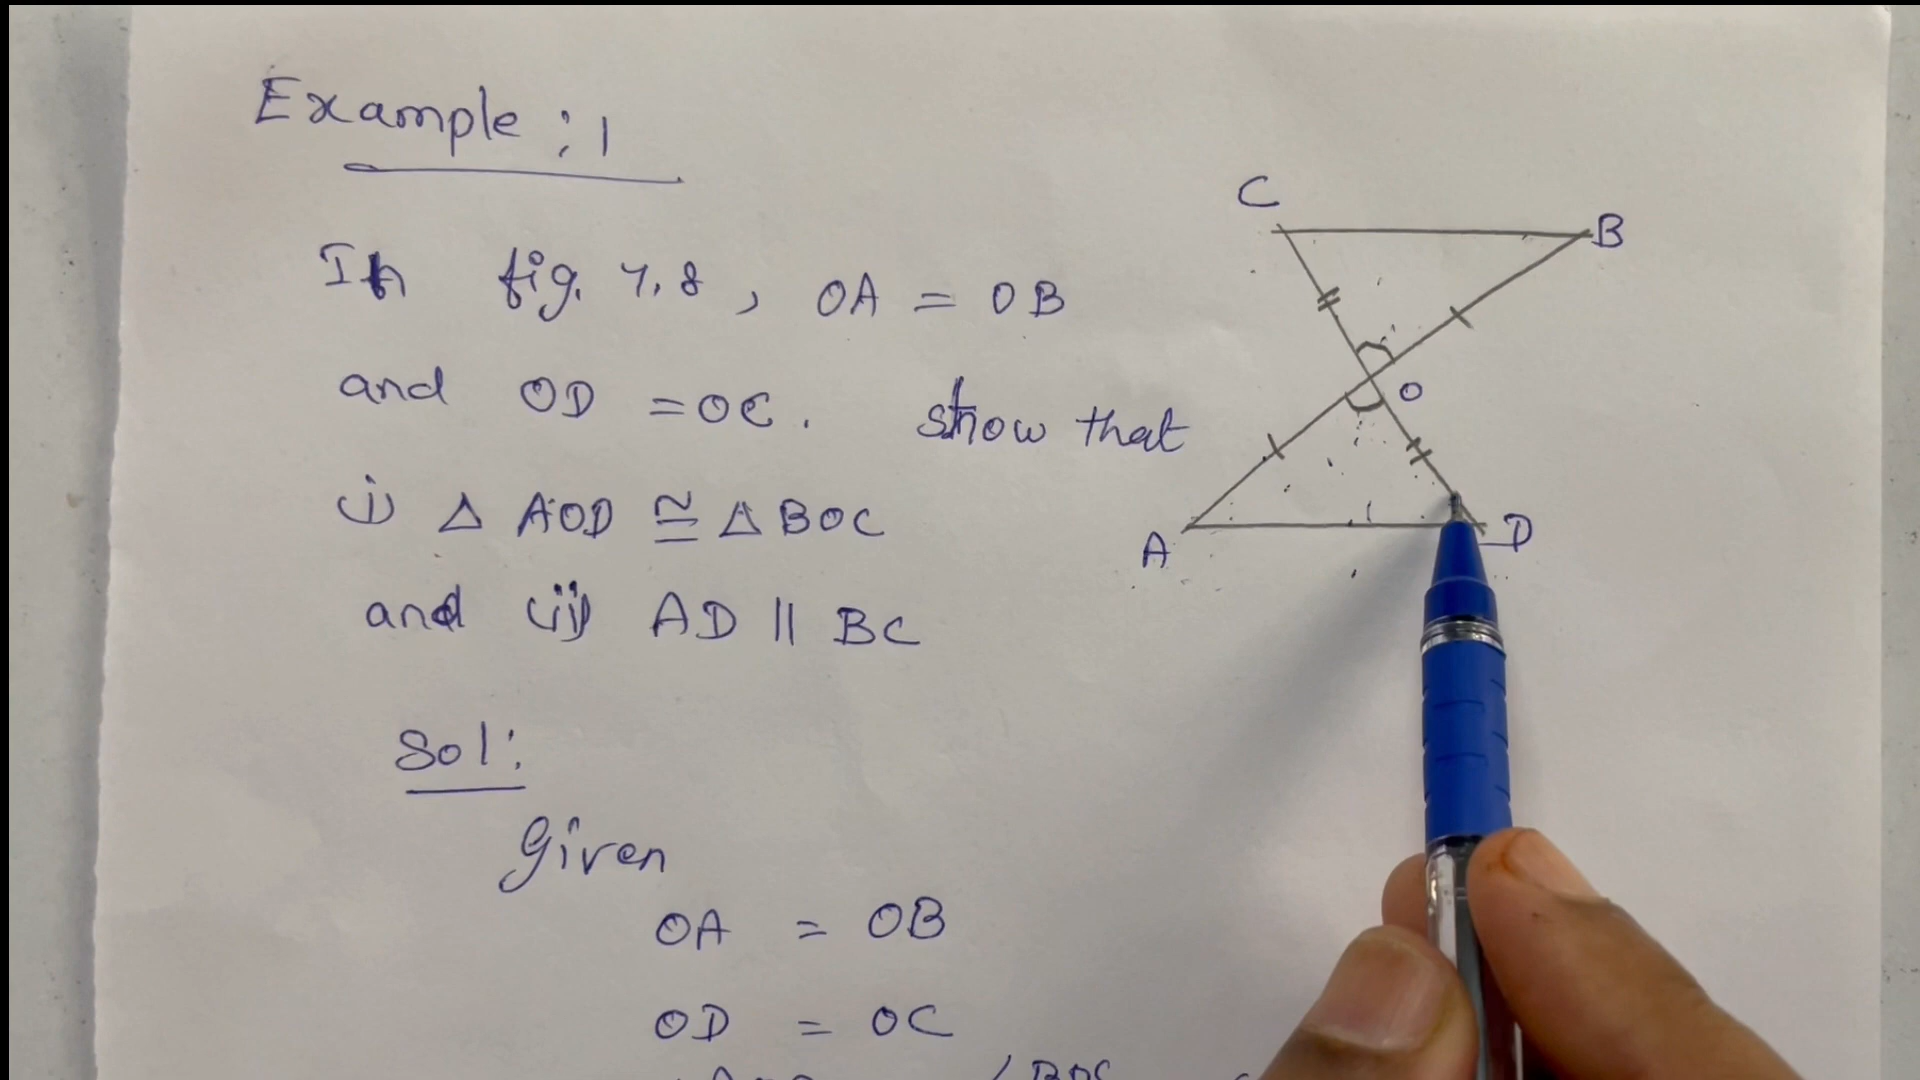 Example : 1
In fig. 7.8, OA = OB
and OD = OC. show that
(i) △ AOD ≅ △ BOC
and (ii) AD || BC
C
B
O
A
D
Sol:
Given
OA = OB
OD = OC
∠BOC